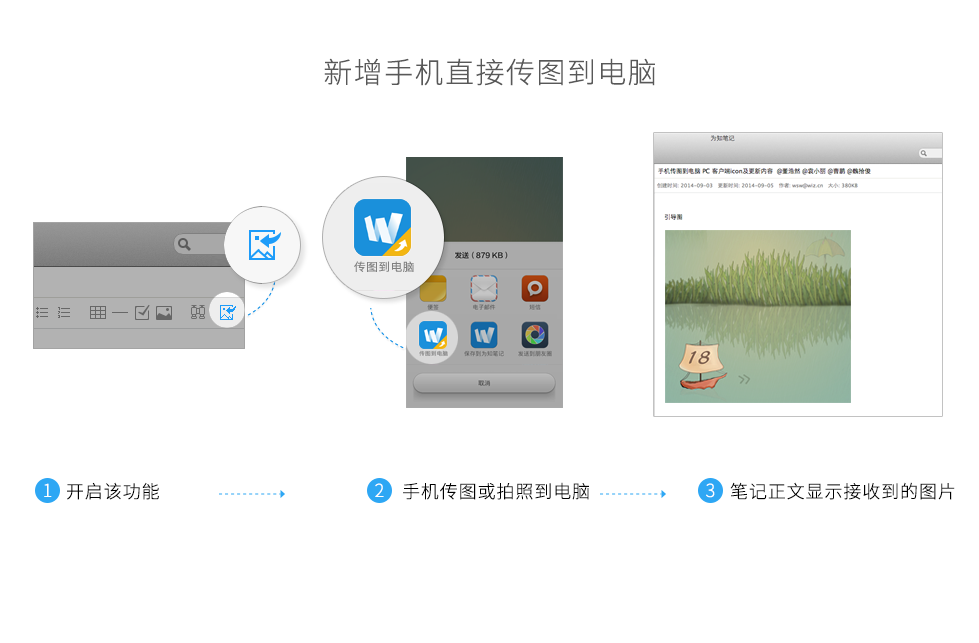 新增手机直接传图到电脑
传图到电脑
发送 ( 879 KB )
便签
电子邮件
短信
传图到电脑
保存到为知笔记
发送到朋友圈
取消
为知笔记
手机传图到电脑 PC 客户端icon及更新内容 @董浩然 @袁小丽 @曹鹏 @魏恰俊
创建时间: 2014-09-03 更新时间: 2014-09-05 作者: wsw@wiz.cn 大小: 380KB
引导图
18
1 开启该功能
2 手机传图或拍照到电脑
3 笔记正文显示接收到的图片